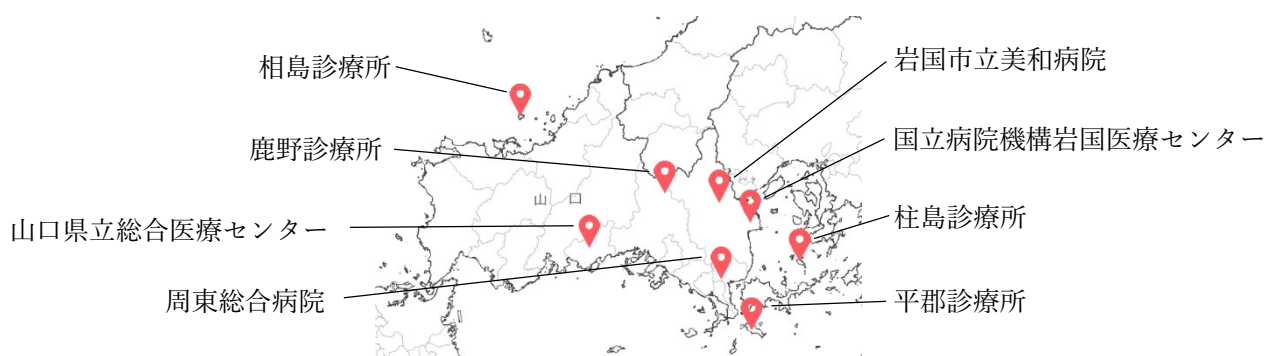 相島診療所
鹿野診療所
山口県立総合医療センター
周東総合病院
山口
岩国市立美和病院
国立病院機構岩国医療センター
柱島診療所
平郡診療所